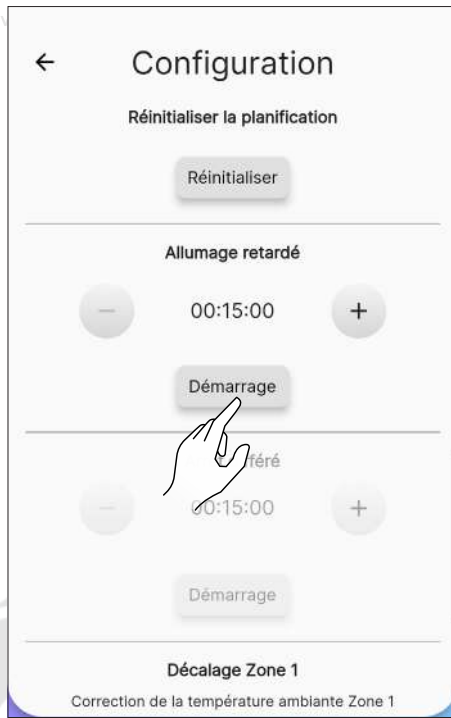 ← Configuration
Réinitialiser la planification
Réinitialiser
Allumage retardé
− 00:15:00 +
Démarrage
féré
− 00:15:00 +
Démarrage
Décalage Zone 1
Correction de la température ambiante Zone 1